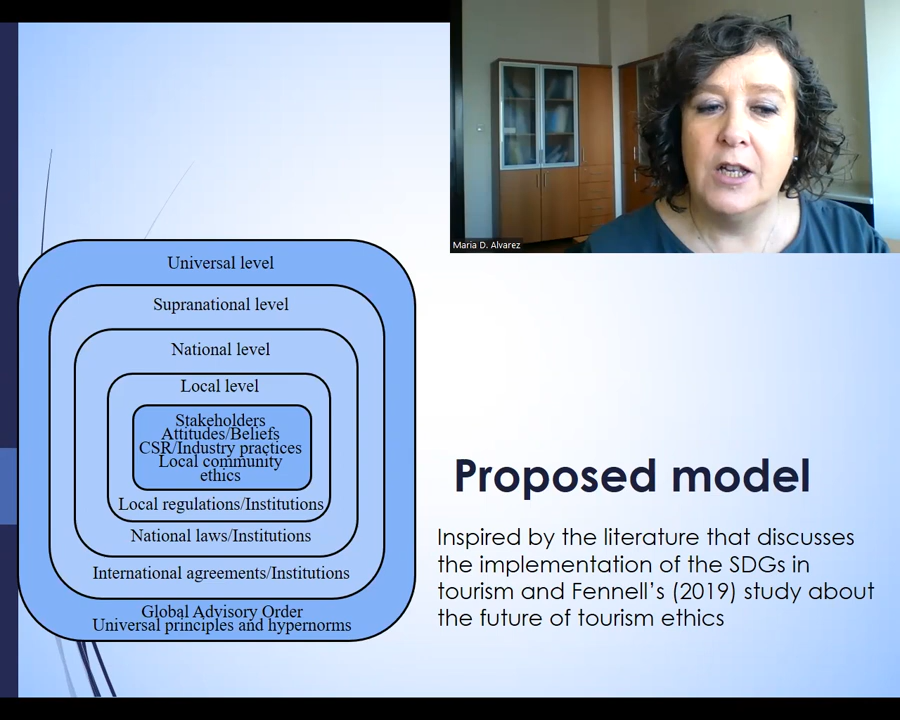 Maria D. Alvarez
Universal level
Supranational level
National level
Local level
Stakeholders
Attitudes/Beliefs
CSR/Industry practices
Local community
ethics
Local regulations/Institutions
National laws/Institutions
International agreements/Institutions
Global Advisory Order
Universal principles and hypernorms
Proposed model
Inspired by the literature that discusses
the implementation of the SDGs in
tourism and Fennell’s (2019) study about
the future of tourism ethics